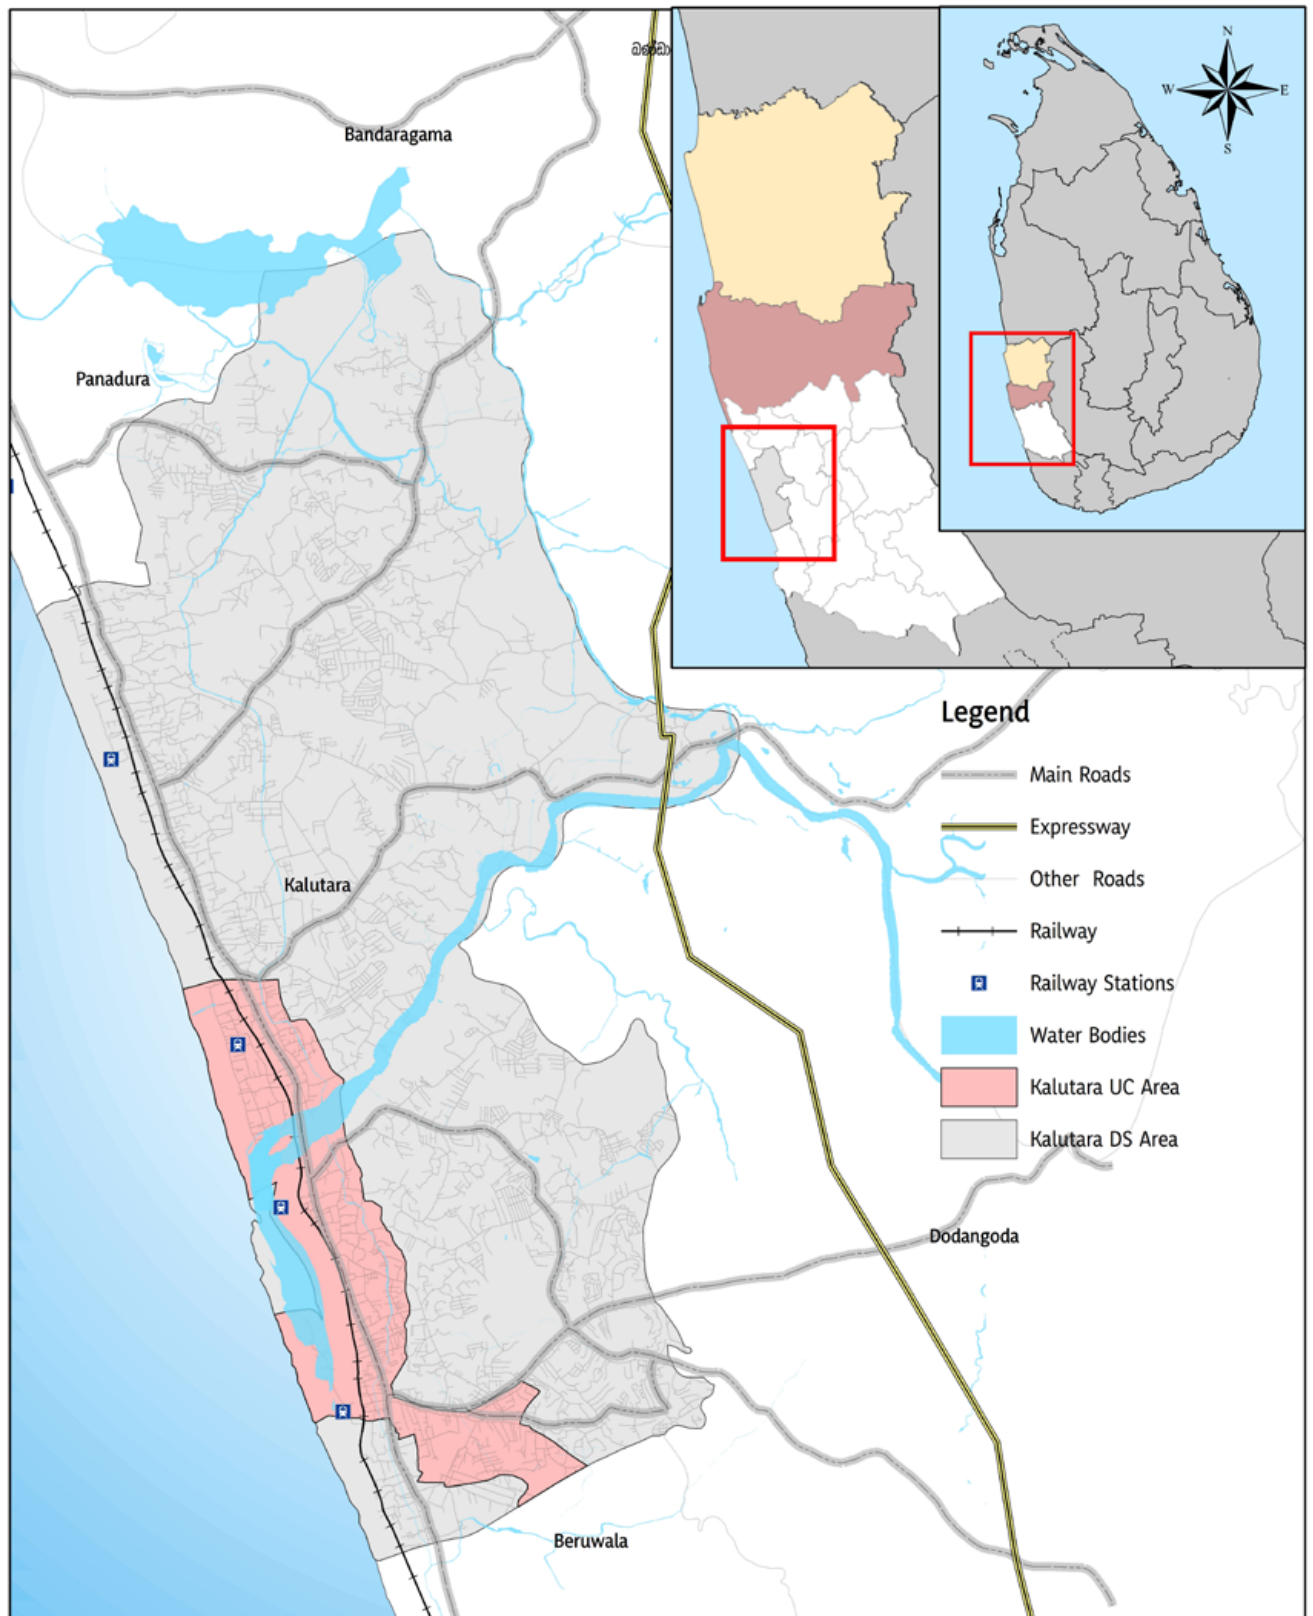 Bandaragama
Panadura
Kalutara
Dodangoda
Beruwala
N
W
E
S
Legend
Main Roads
Expressway
Other Roads
Railway
Railway Stations
Water Bodies
Kalutara UC Area
Kalutara DS Area